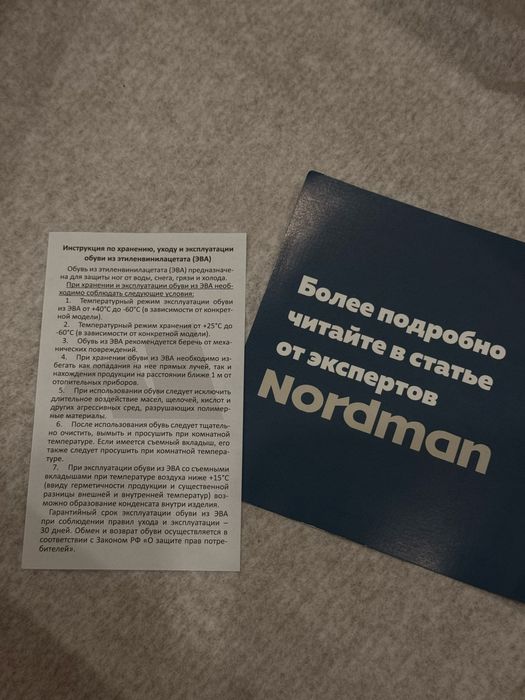 Инструкция по хранению, уходу и эксплуатации
обуви из этиленвинилацетата (ЭВА)
Обувь из этиленвинилацетата (ЭВА) предназначе-
на для защиты ног от воды, снега, грязи и холода.
При хранении и эксплуатации обуви из ЭВА необ-
ходимо соблюдать следующие условия:
1. Температурный режим эксплуатации обуви
из ЭВА от +40°С до -60°С (в зависимости от конкрет-
ной модели).
2. Температурный режим хранения от +25°С до
-60°С (в зависимости от конкретной модели).
3. Обувь из ЭВА рекомендуется беречь от меха-
нических повреждений.
4. При хранении обуви из ЭВА необходимо из-
бегать как попадания на нее прямых лучей, так и
нахождения продукции на расстоянии ближе 1 м от
отопительных приборов.
5. При использовании обуви следует исключить
длительное воздействие масел, щелочей, кислот и
других агрессивных сред, разрушающих полимер-
ные материалы.
6. После использования обувь следует тщатель-
но очистить, вымыть и просушить при комнатной
температуре. Если имеется съемный вкладыш, его
также следует просушить при комнатной темпера-
туре.
7. При эксплуатации обуви из ЭВА со съемными
вкладышами при температуре воздуха ниже +15°С
(ввиду герметичности продукции и существенной
разницы внешней и внутренней температур) воз-
можно образование конденсата внутри изделия.
Гарантийный срок эксплуатации обуви из ЭВА
при соблюдении правил ухода и эксплуатации –
30 дней. Обмен и возврат обуви осуществляется в
соответствии с Законом РФ «О защите прав потре-
бителей».
Более подробно
читайте в статье
от экспертов
Nordman